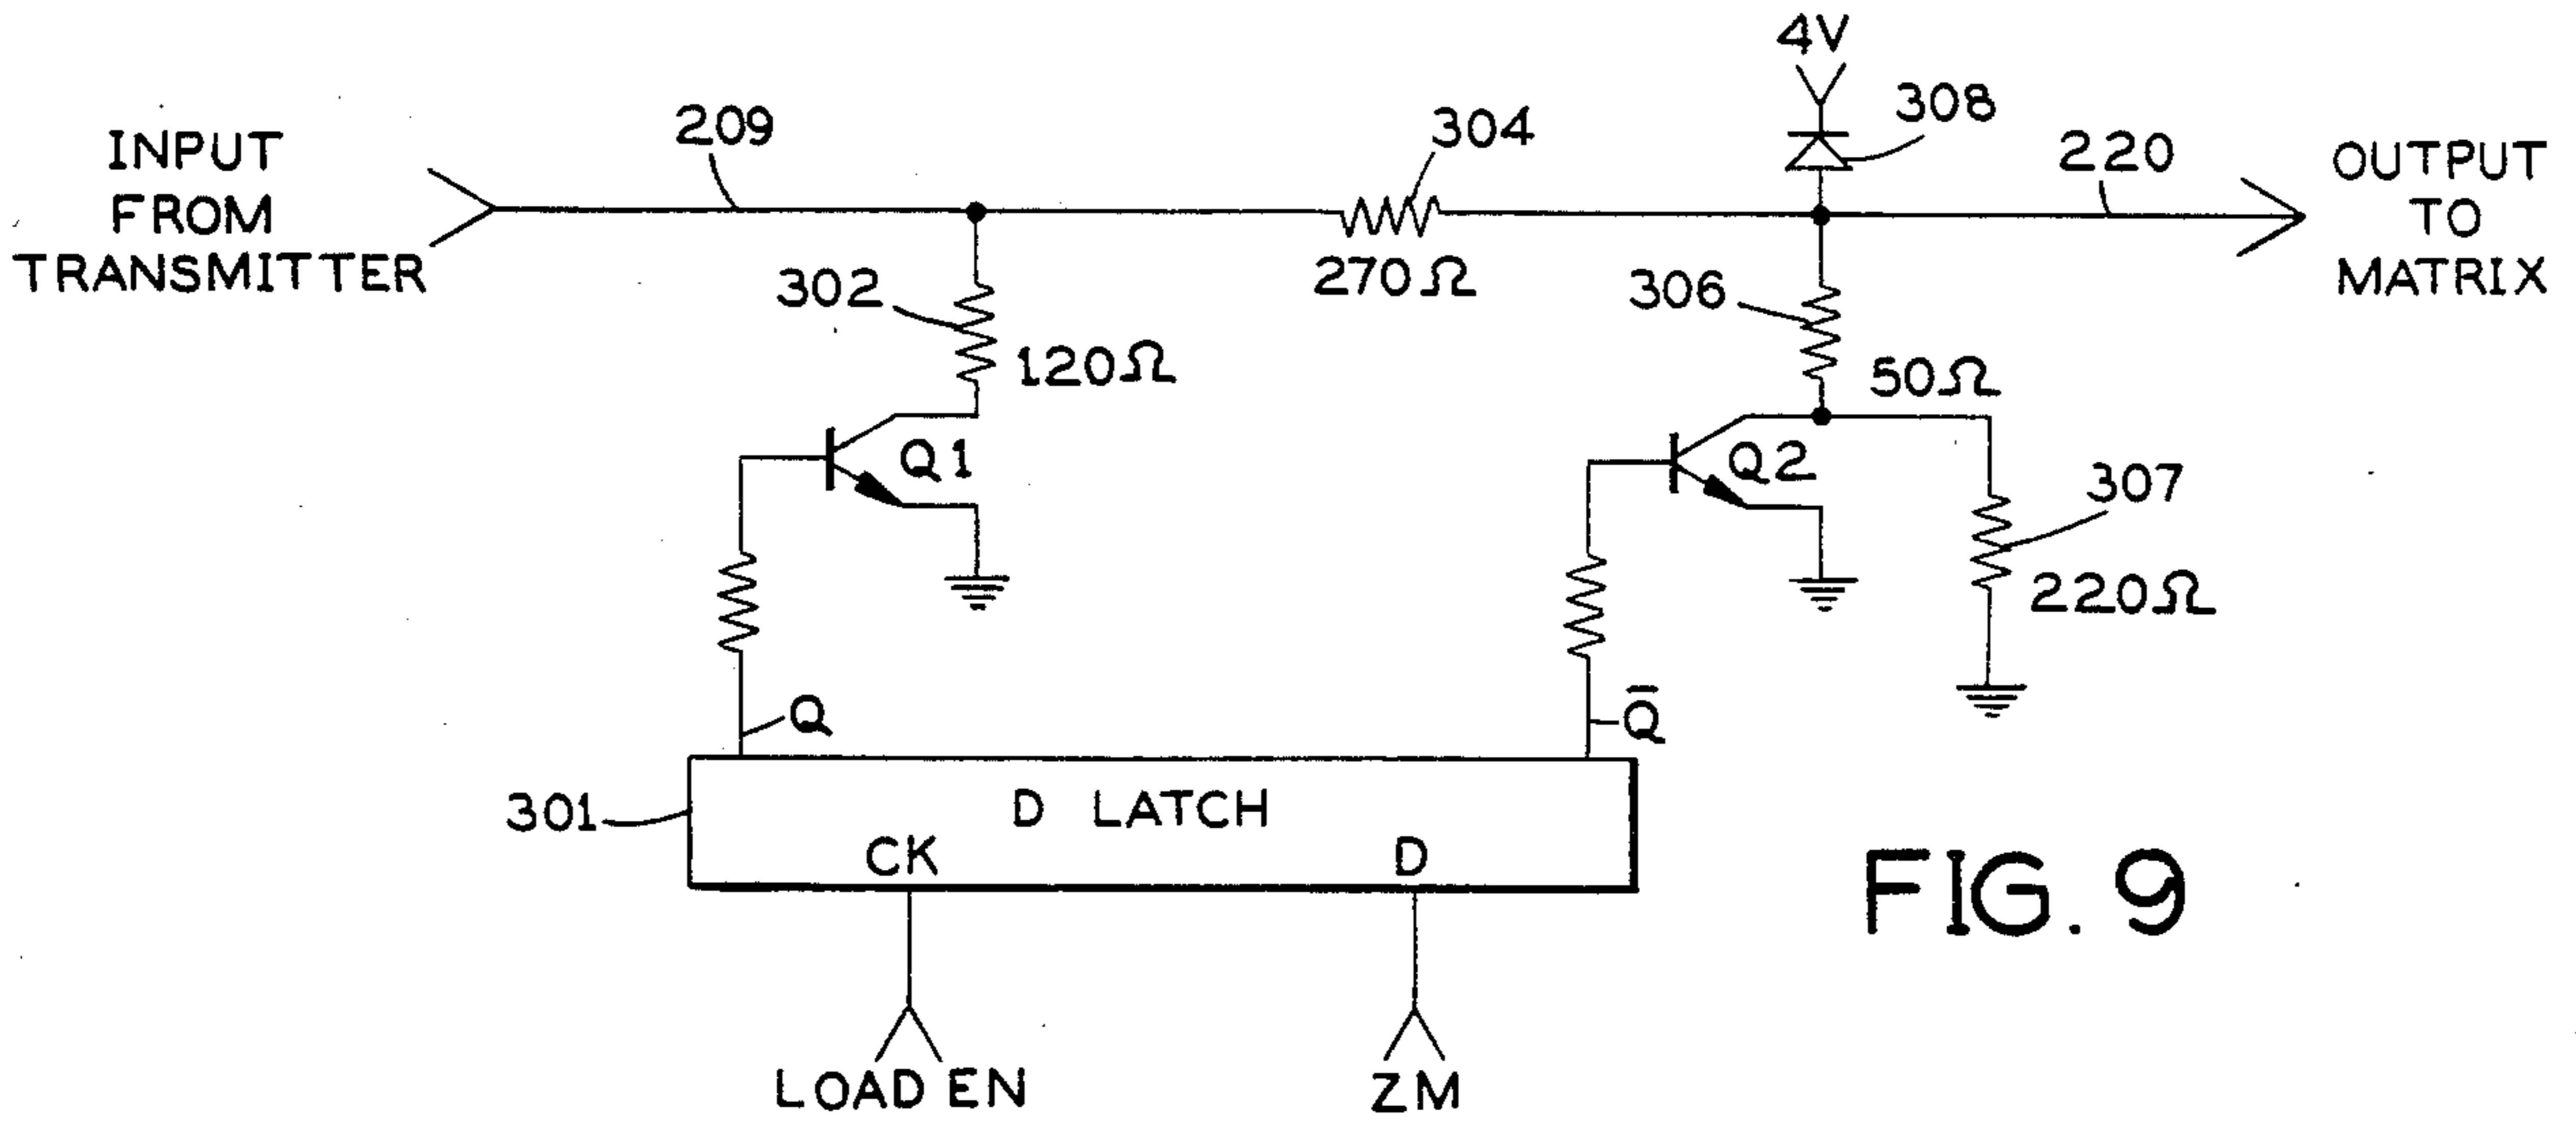 4V
308
209
304
220
INPUT
FROM
TRANSMITTER
OUTPUT
TO
MATRIX
302
270Ω
306
120Ω
50Ω
Q1
Q2
307
220Ω
Q
Q̅
301
D LATCH
CK
D
LOAD EN
ZM
FIG. 9